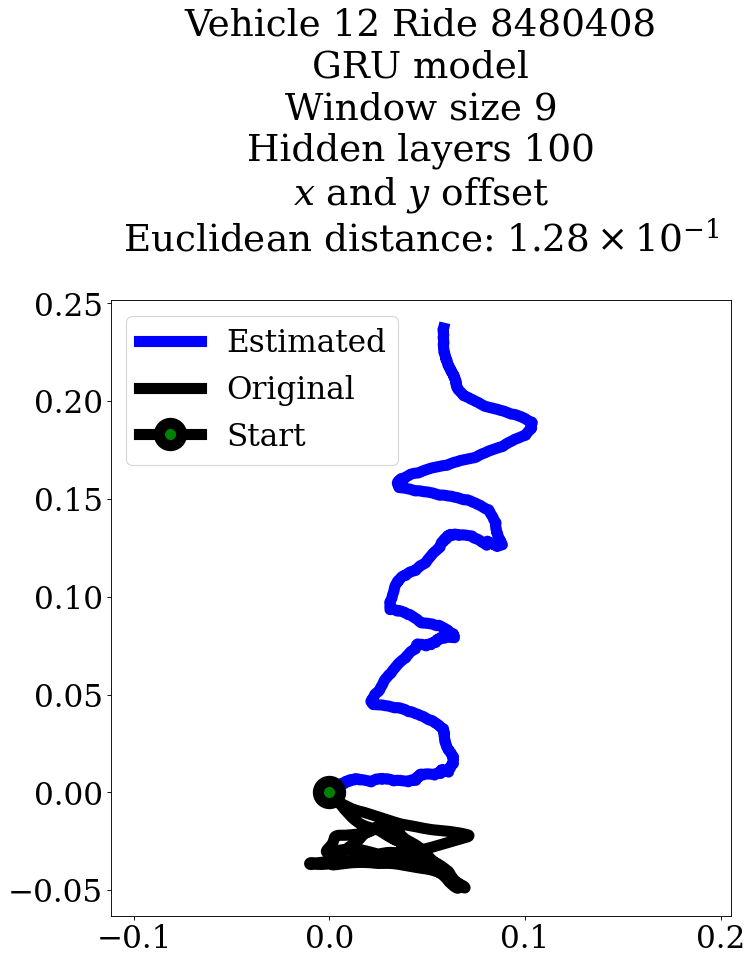 Vehicle 12 Ride 8480408
GRU model
Window size 9
Hidden layers 100
x and y offset
Euclidean distance: 1.28 × 10⁻¹
0.25
0.20
0.15
0.10
0.05
0.00
−0.05
Estimated
Original
Start
−0.1
0.0
0.1
0.2